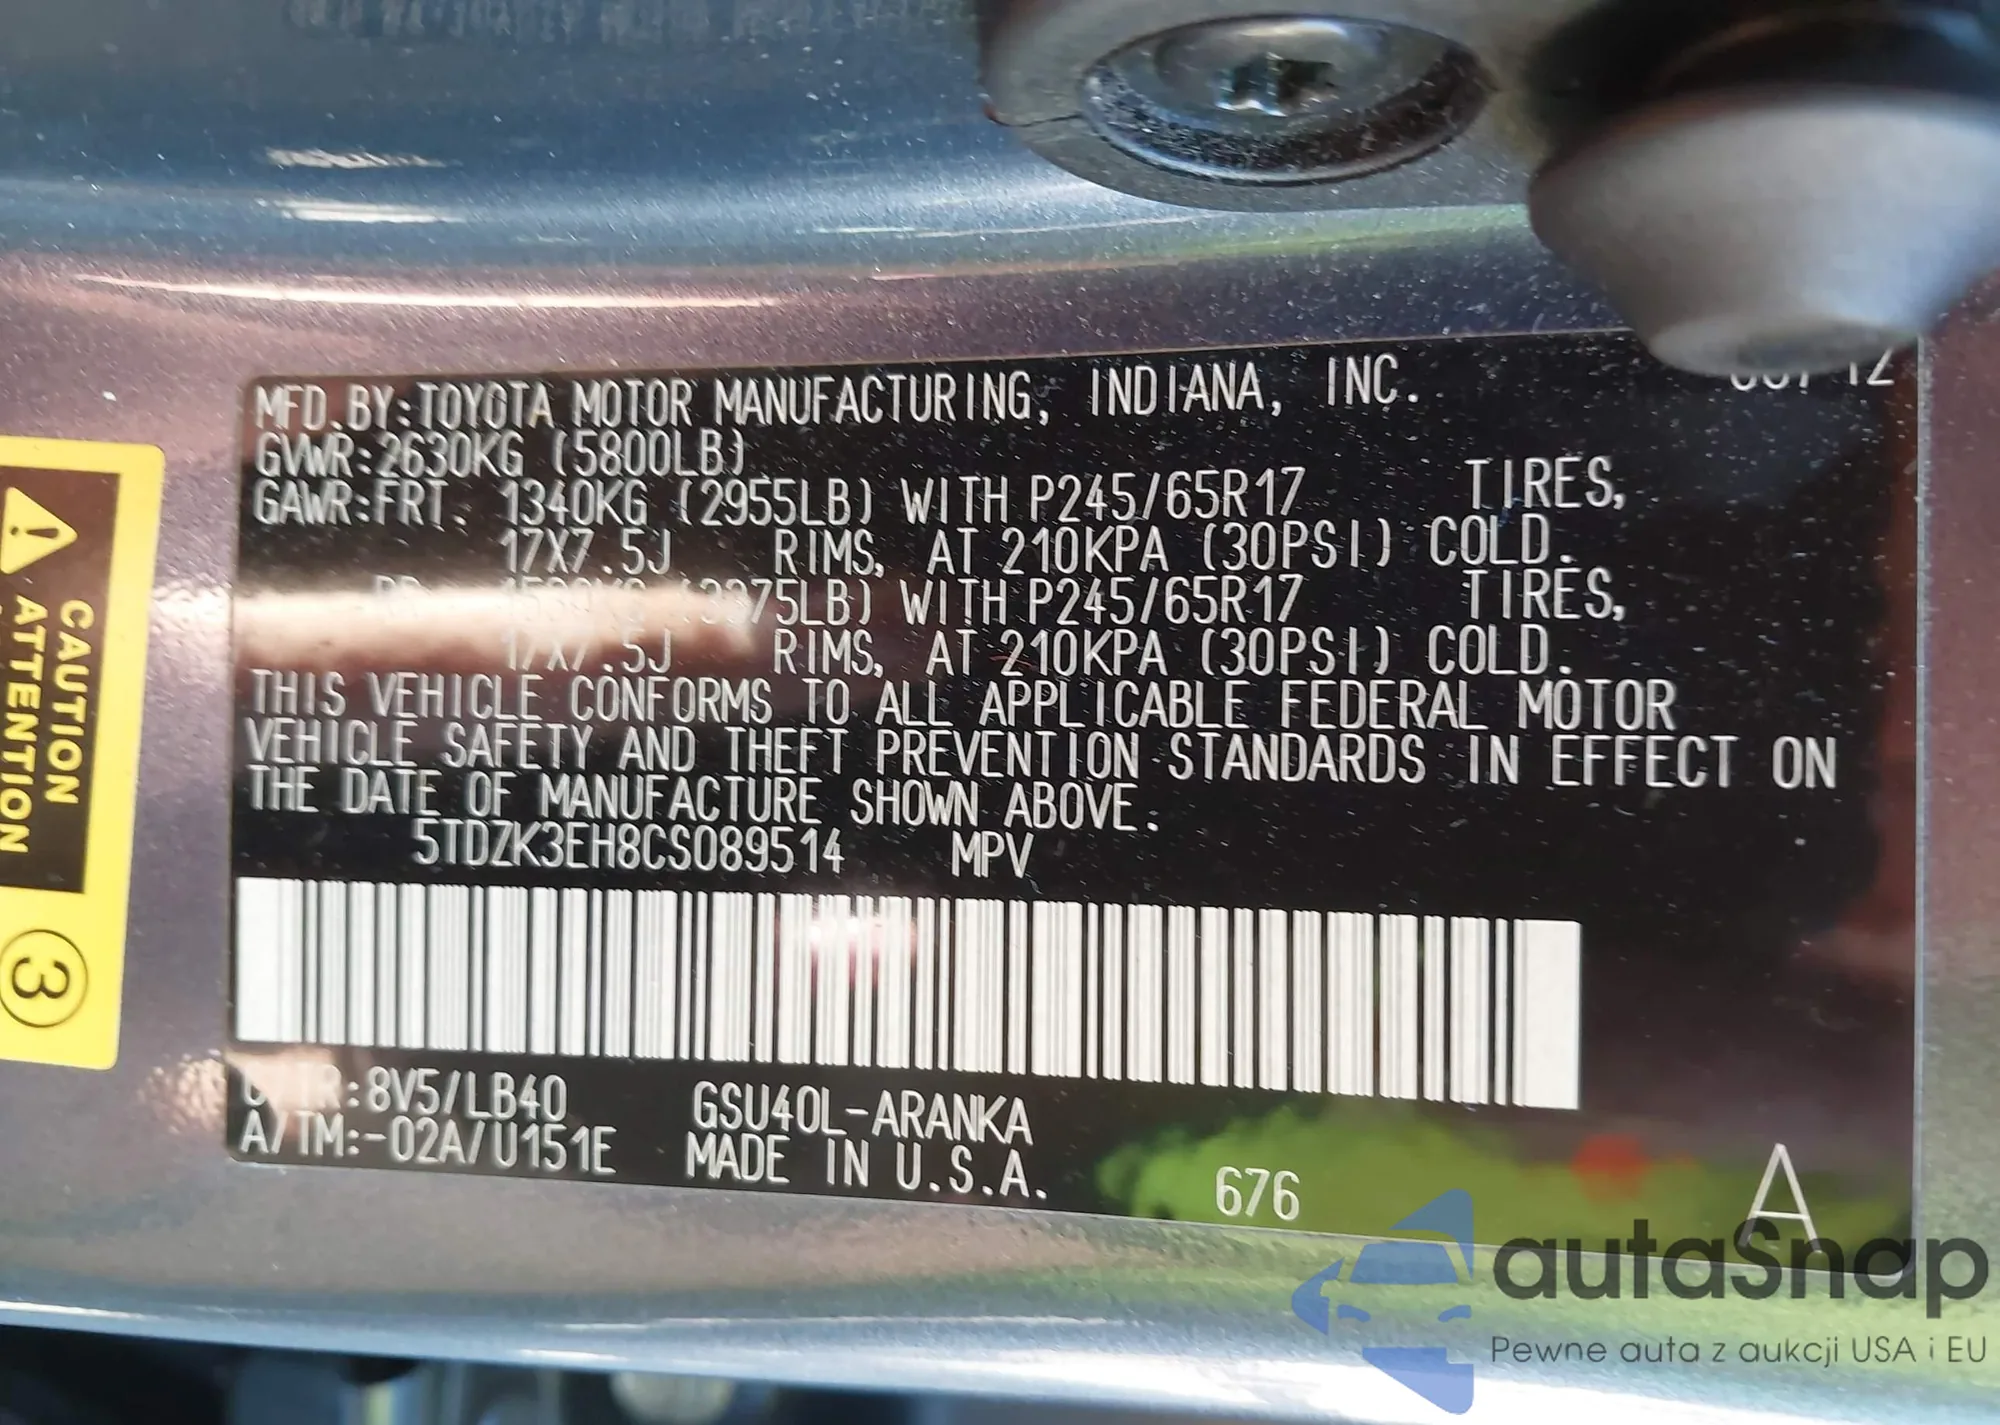 MFD.BY:TOYOTA MOTOR MANUFACTURING, INDIANA, INC.
GVWR:2630KG (5800LB)
GAWR:FRT. 1340KG (2955LB) WITH P245/65R17 TIRES,
17X7.5J RIMS, AT 210KPA (30PSI) COLD.
(3375LB) WITH P245/65R17 TIRES,
17X7.5J RIMS, AT 210KPA (30PSI) COLD.
THIS VEHICLE CONFORMS TO ALL APPLICABLE FEDERAL MOTOR
VEHICLE SAFETY AND THEFT PREVENTION STANDARDS IN EFFECT ON
THE DATE OF MANUFACTURE SHOWN ABOVE.
5TDZK3EH8CS089514 MPV
:8V5/LB40 GSU40L-ARANKA
A/TM:-02A/U151E MADE IN U.S.A.
676
A
CAUTION
ATTENTION
3
autaSnap
Pewne auta z aukcji USA i EU